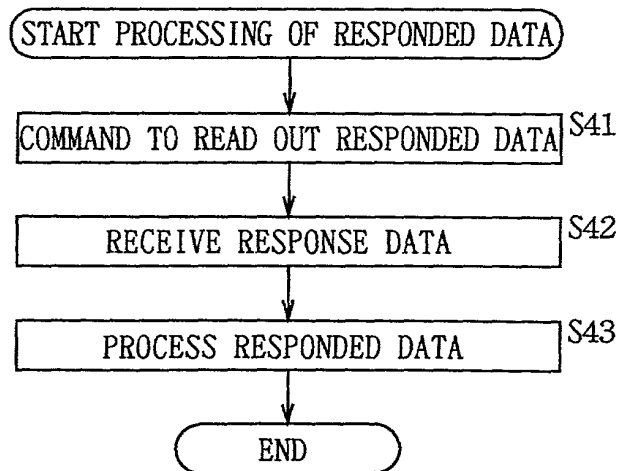 START PROCESSING OF RESPONDED DATA
COMMAND TO READ OUT RESPONDED DATA
S41
RECEIVE RESPONSE DATA
S42
PROCESS RESPONDED DATA
S43
END